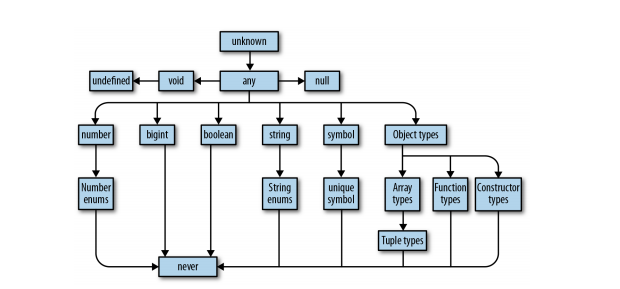 unknown
undefined
void
any
null
number
bigint
boolean
string
symbol
Object types
Number
enums
String
enums
unique
symbol
Array
types
Function
types
Constructor
types
Tuple types
never